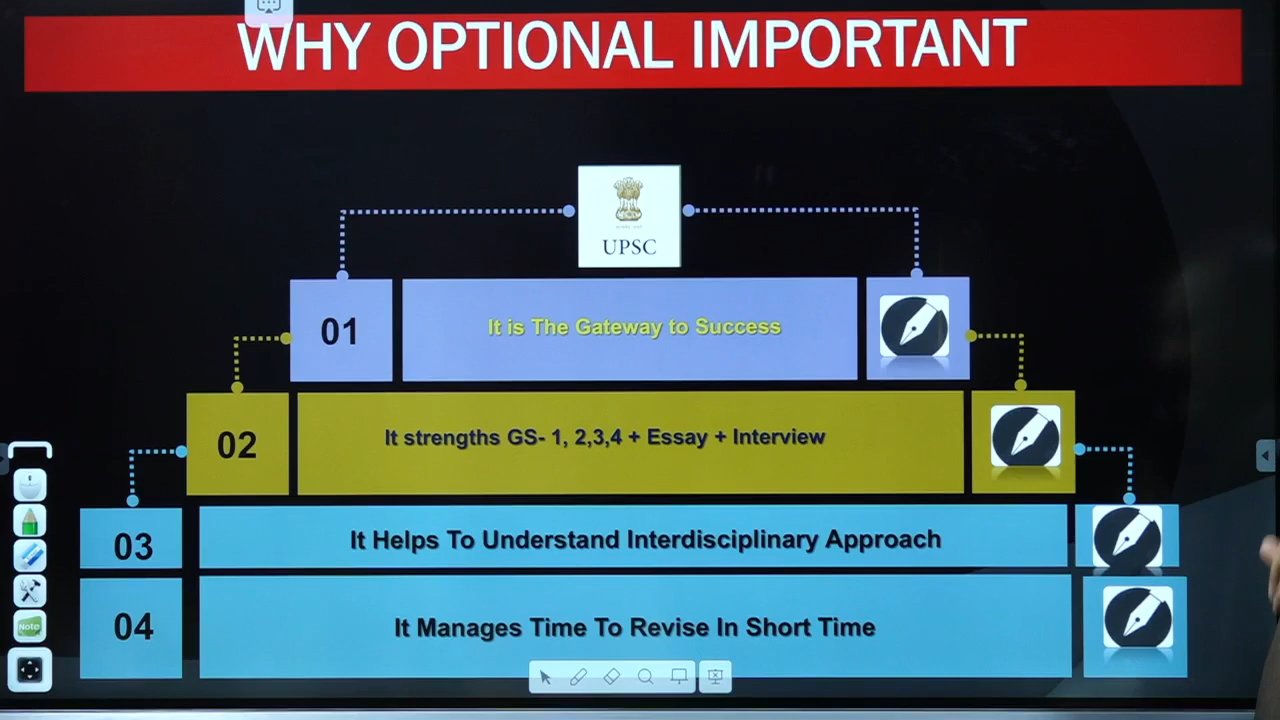 WHY OPTIONAL IMPORTANT
UPSC
01
It is The Gateway to Success
02
It strengths GS- 1, 2,3,4 + Essay + Interview
03
It Helps To Understand Interdisciplinary Approach
04
It Manages Time To Revise In Short Time
Note